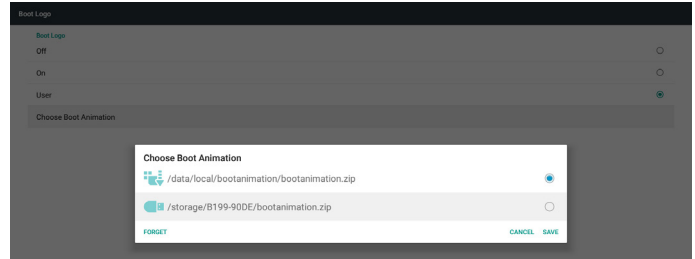 Boot Logo
Boot Logo
Off
On
User
Choose Boot Animation
Choose Boot Animation
/data/local/bootanimation/bootanimation.zip
/storage/B199-90DE/bootanimation.zip
FORGET CANCEL SAVE